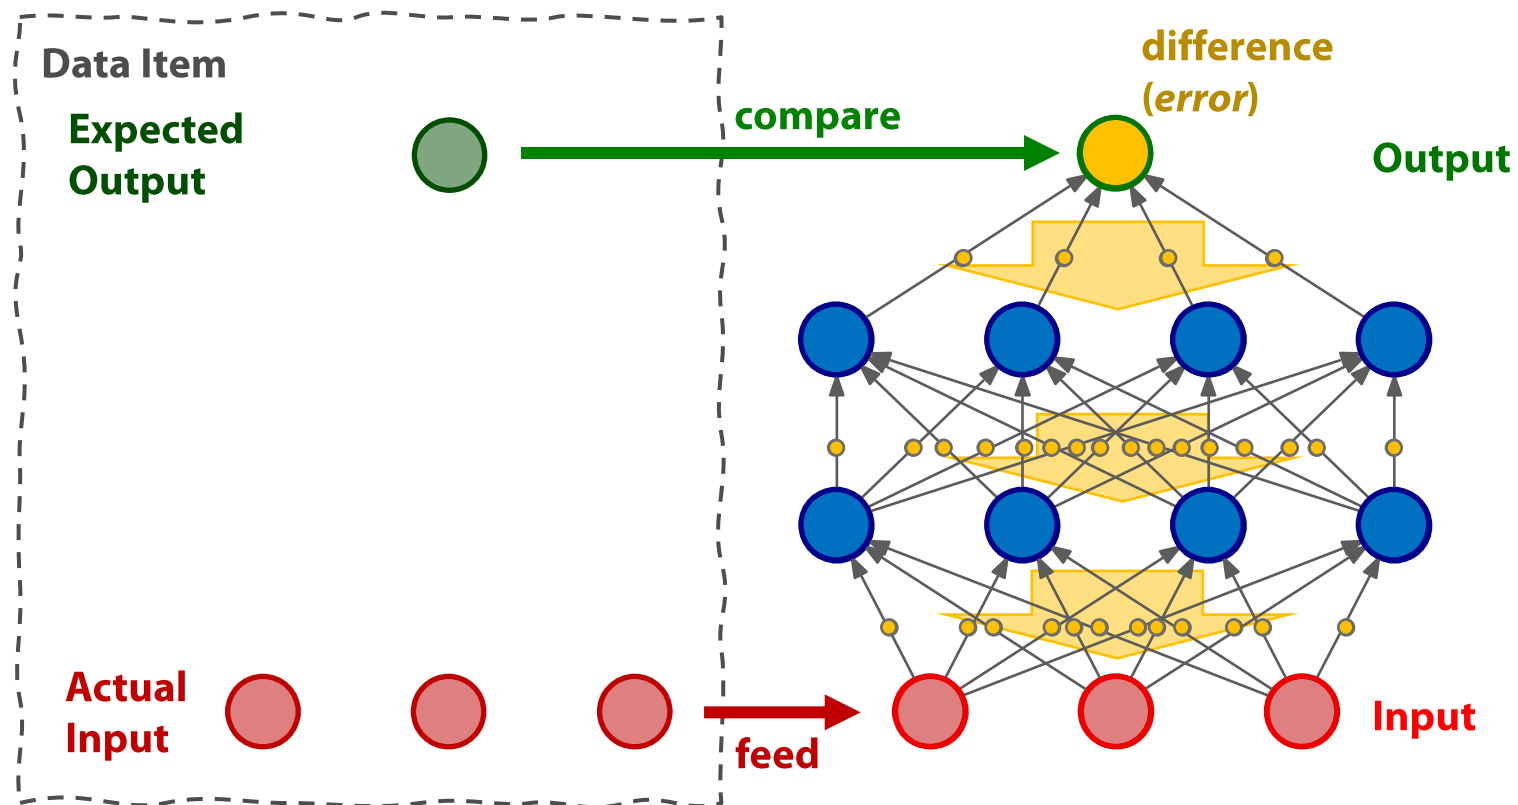 Data Item
Expected
Output
compare
difference
(error)
Output
Actual
Input
feed
Input